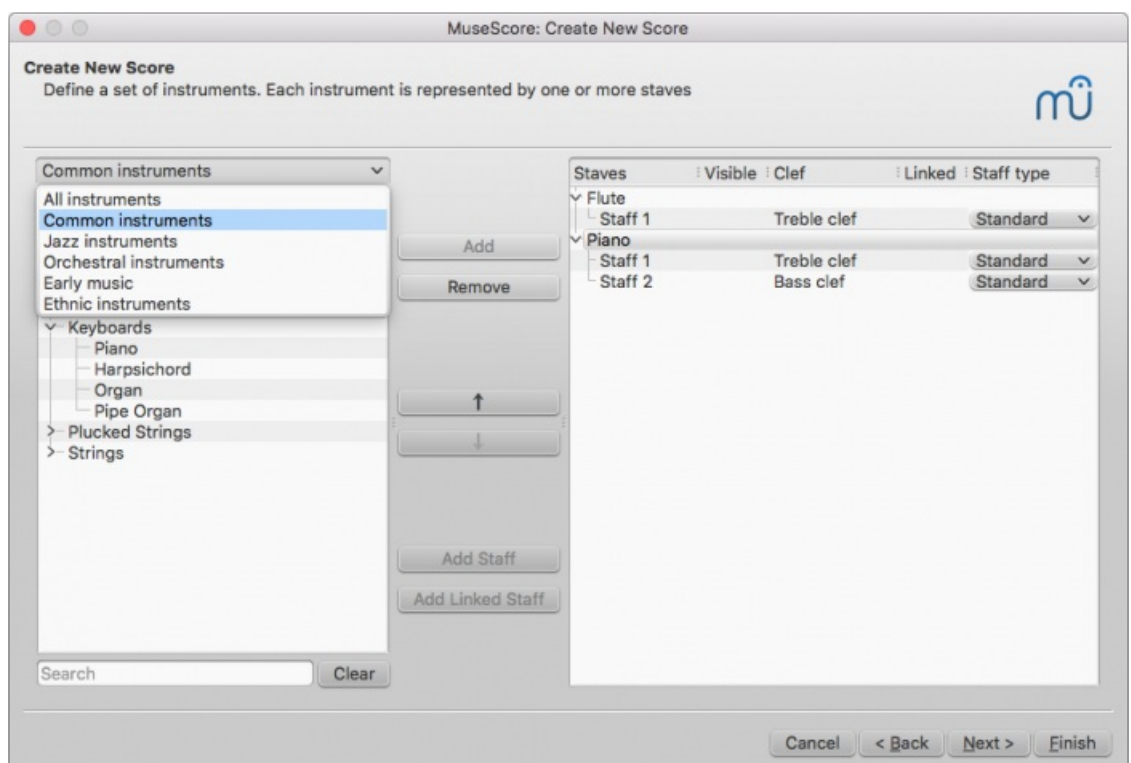 MuseScore: Create New Score
Create New Score
Define a set of instruments. Each instrument is represented by one or more staves
mu
Common instruments
All instruments
Common instruments
Jazz instruments
Orchestral instruments
Early music
Ethnic instruments
Keyboards
Piano
Harpsichord
Organ
Pipe Organ
Plucked Strings
Strings
Search
Clear
Add
Remove
↑
↓
Add Staff
Add Linked Staff
Staves Visible Clef Linked Staff type
Flute
Staff 1 Treble clef Standard
Piano
Staff 1 Treble clef Standard
Staff 2 Bass clef Standard
Cancel < Back Next > Finish